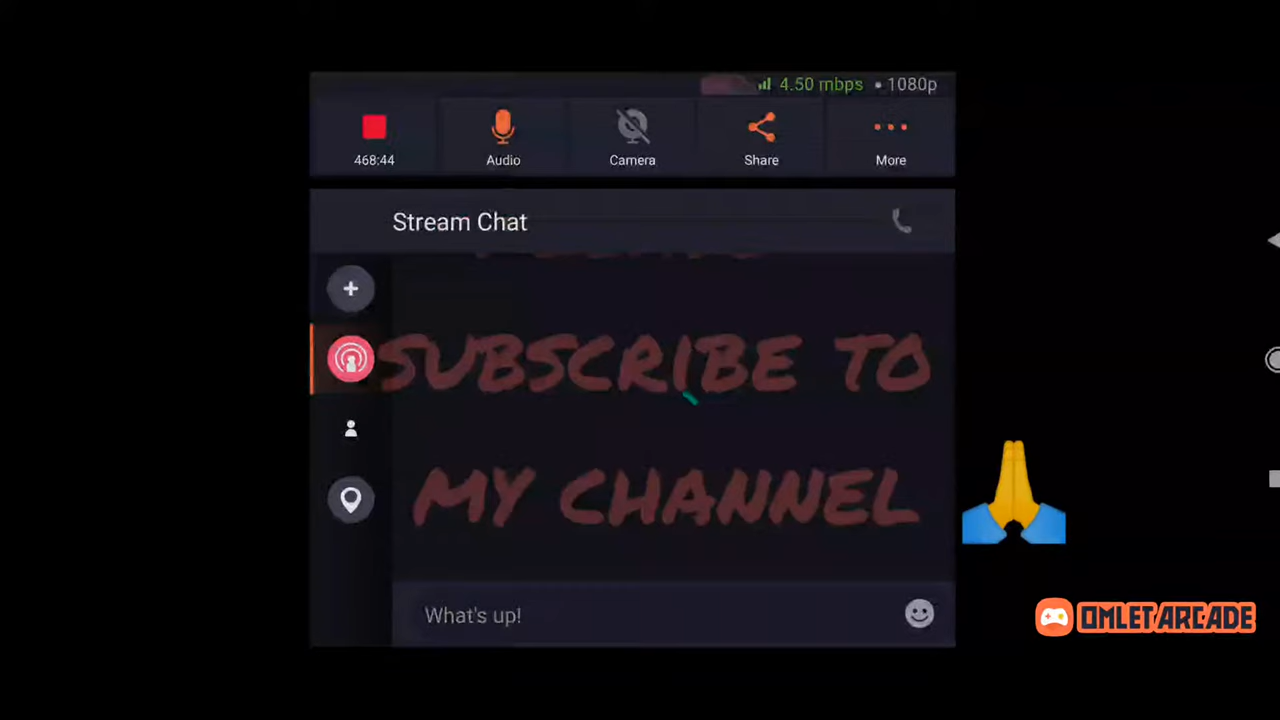 4.50 mbps • 1080p
468:44
Audio
Camera
Share
More
Stream Chat
SUBSCRIBE TO
MY CHANNEL
What's up!
OMLET ARCADE